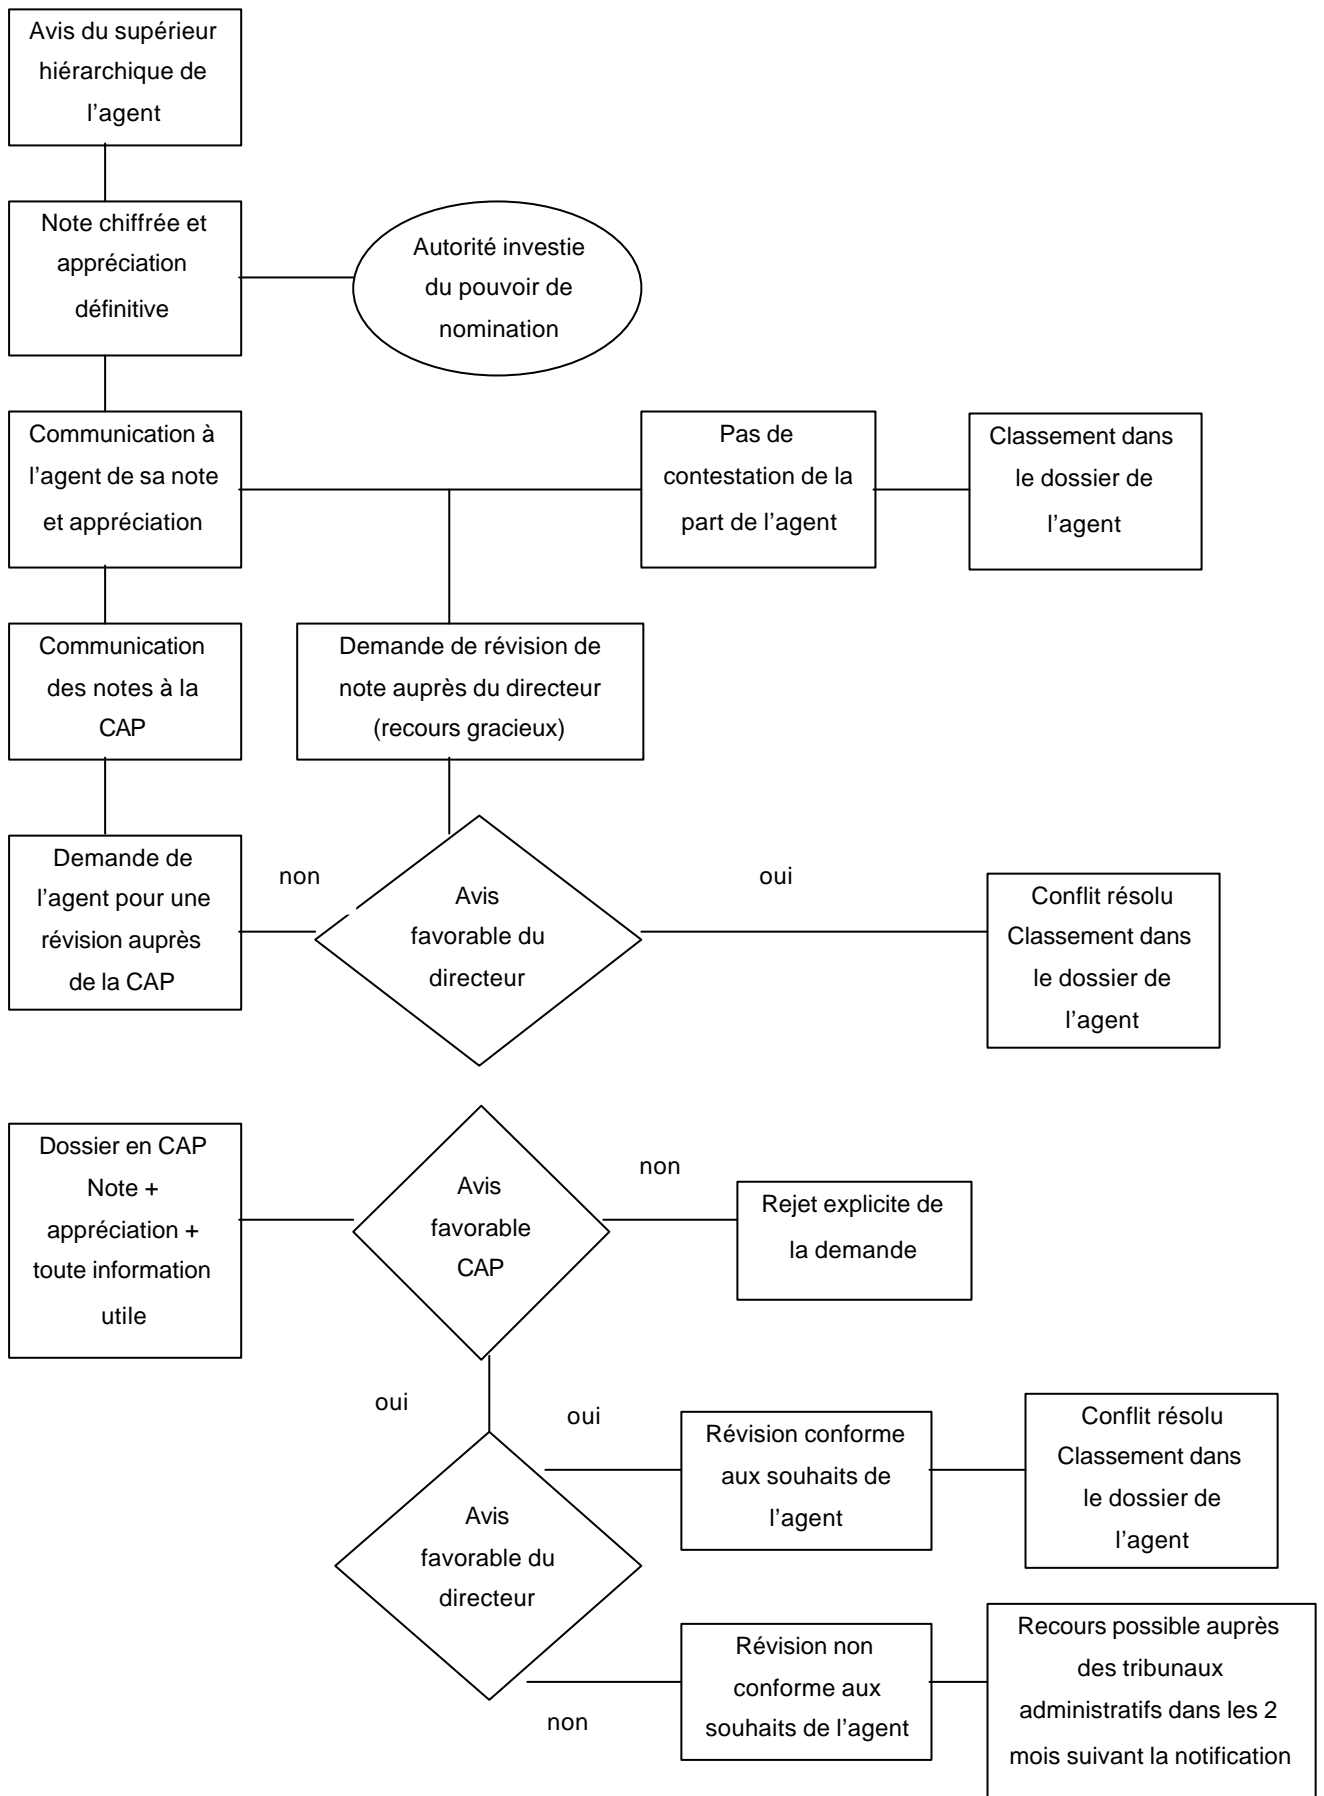 Avis du supérieur
hiérarchique de
l’agent
Note chiffrée et
appréciation
définitive
Autorité investie
du pouvoir de
nomination
Communication à
l’agent de sa note
et appréciation
Pas de
contestation de la
part de l’agent
Classement dans
le dossier de
l’agent
Communication
des notes à la
CAP
Demande de révision de
note auprès du directeur
(recours gracieux)
Demande de
l’agent pour une
révision auprès
de la CAP
non
Avis
favorable du
directeur
oui
Conflit résolu
Classement dans
le dossier de
l’agent
Dossier en CAP
Note +
appréciation +
toute information
utile
Avis
favorable
CAP
non
Rejet explicite de
la demande
oui
Avis
favorable du
directeur
oui
Révision conforme
aux souhaits de
l’agent
Conflit résolu
Classement dans
le dossier de
l’agent
non
Révision non
conforme aux
souhaits de l’agent
Recours possible auprès
des tribunaux
administratifs dans les 2
mois suivant la notification